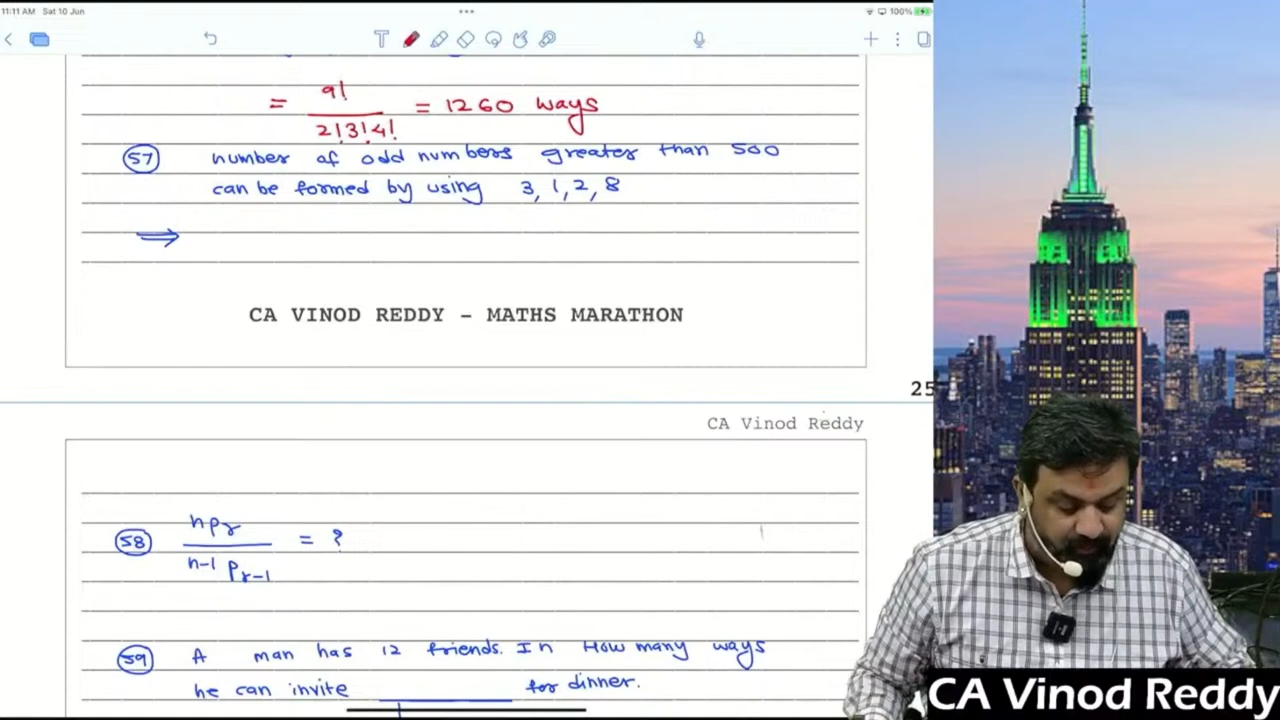 11:11 AM Sat 10 Jun
100%
T
= 9! / 2!3!4! = 1260 ways
57 number of odd numbers greater than 500
can be formed by using 3, 1, 2, 8
⇒
CA VINOD REDDY - MATHS MARATHON
25
CA Vinod Reddy
58 nPr / n-1 Pr-1 = ?
59 A man has 12 friends. In How many ways
he can invite ________ for dinner.
CA Vinod Reddy